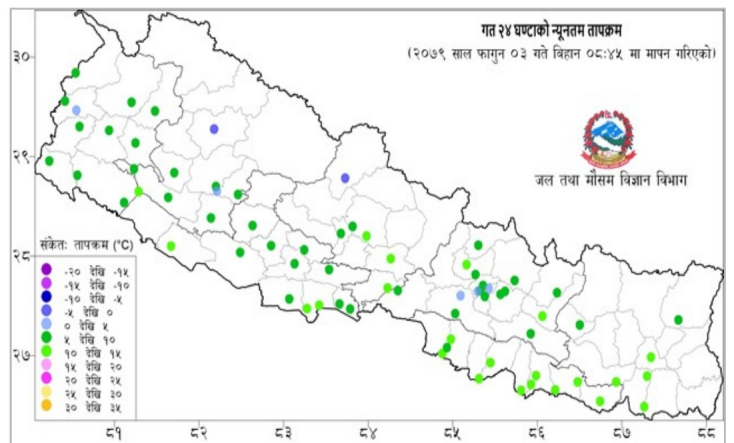 गत २४ घण्टाको न्यूनतम तापक्रम
(२०७९ साल फागुन ०३ गते बिहान ०८:४५ मा मापन गरिएको)
३०
२९
जल तथा मौसम विज्ञान विभाग
संकेतः तापक्रम (°C)
२८
-२० देखि -१५
-१५ देखि -१०
-१० देखि -५
-५ देखि ०
० देखि ५
५ देखि १०
१० देखि १५
१५ देखि २०
२० देखि २५
२५ देखि ३०
३० देखि ३५
२७
८१ ८२ ८३ ८४ ८५ ८६ ८७ ८८